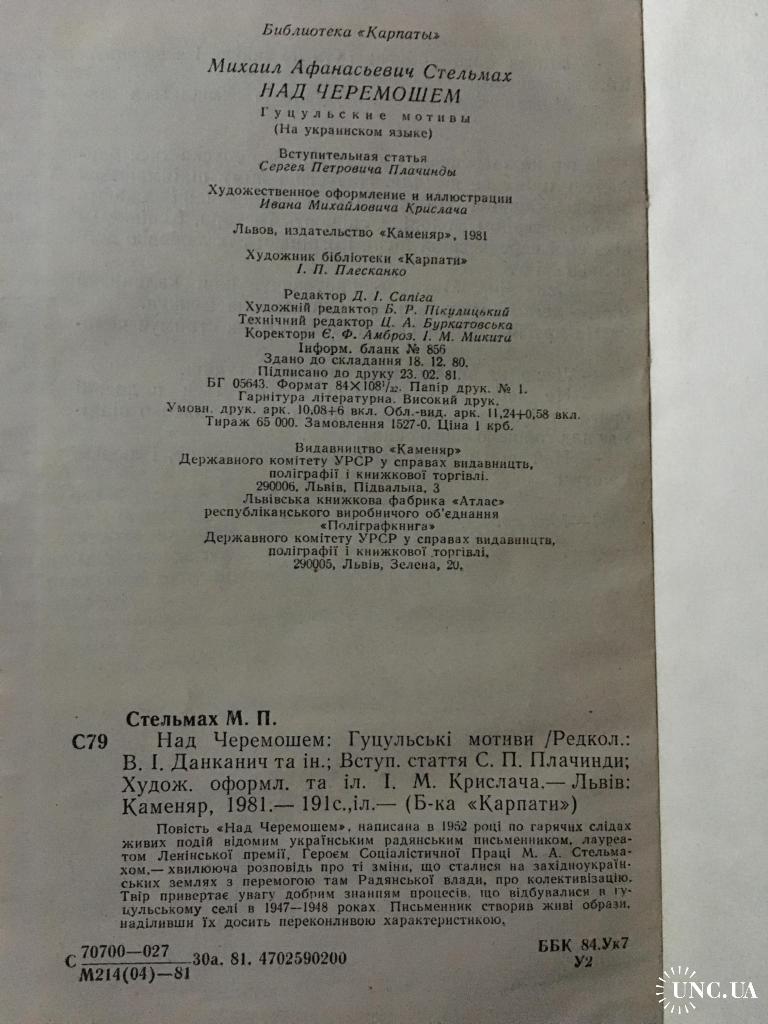 Библиотека «Карпаты»
Михаил Афанасьевич Стельмах
НАД ЧЕРЕМОШЕМ
Гуцульские мотивы
(На украинском языке)
Вступительная статья
Сергея Петровича Плачинды
Художественное оформление и иллюстрации
Ивана Михайловича Крислача
Львов, издательство «Каменяр», 1981
Художник бібліотеки «Карпати»
І. П. Плесканко
Редактор Д. І. Сапіга
Художній редактор Б. Р. Пікулицький
Технічний редактор Ц. А. Буркатовська
Коректори Є. Ф. Амброз, І. М. Микита
Інформ. бланк № 856
Здано до складання 18. 12. 80.
Підписано до друку 23. 02. 81.
БГ 05643. Формат 84×108¹/₃₂. Папір друк. № 1.
Гарнітура літературна. Високий друк.
Умовн. друк. арк. 10,08+6 вкл. Обл.-вид. арк. 11,24+0,58 вкл.
Тираж 65 000. Замовлення 1527-0. Ціна 1 крб.
Видавництво «Каменяр»
Державного комітету УРСР у справах видавництв,
поліграфії і книжкової торгівлі.
290006, Львів, Підвальна, 3
Львівська книжкова фабрика «Атлас»
республіканського виробничого об'єднання
«Поліграфкнига»
Державного комітету УРСР у справах видавництв,
поліграфії і книжкової торгівлі,
290005, Львів, Зелена, 20,
Стельмах М. П.
С79 Над Черемошем: Гуцульські мотиви /Редкол.:
В. І. Данканич та ін.; Вступ. стаття С. П. Плачинди;
Худож. оформл. та іл. І. М. Крислача.— Львів:
Каменяр, 1981.— 191с.,іл.— (Б-ка «Карпати»)
Повість «Над Черемошем», написана в 1952 році по гарячих слідах
живих подій відомим українським радянським письменником, лауреа-
том Ленінської премії, Героєм Соціалістичної Праці М. А. Стельма-
хом,— хвилююча розповідь про ті зміни, що сталися на західноукраїн-
ських землях з перемогою там Радянської влади, про колективізацію.
Твір привертає увагу добрим знанням процесів, що відбувалися в гу-
цульському селі в 1947—1948 роках. Письменник створив живі образи,
наділивши їх досить переконливою характеристикою,
С 70700—027
М214(04)—81 30а. 81. 4702590200
ББК 84.Ук7
У2
UNC.UA